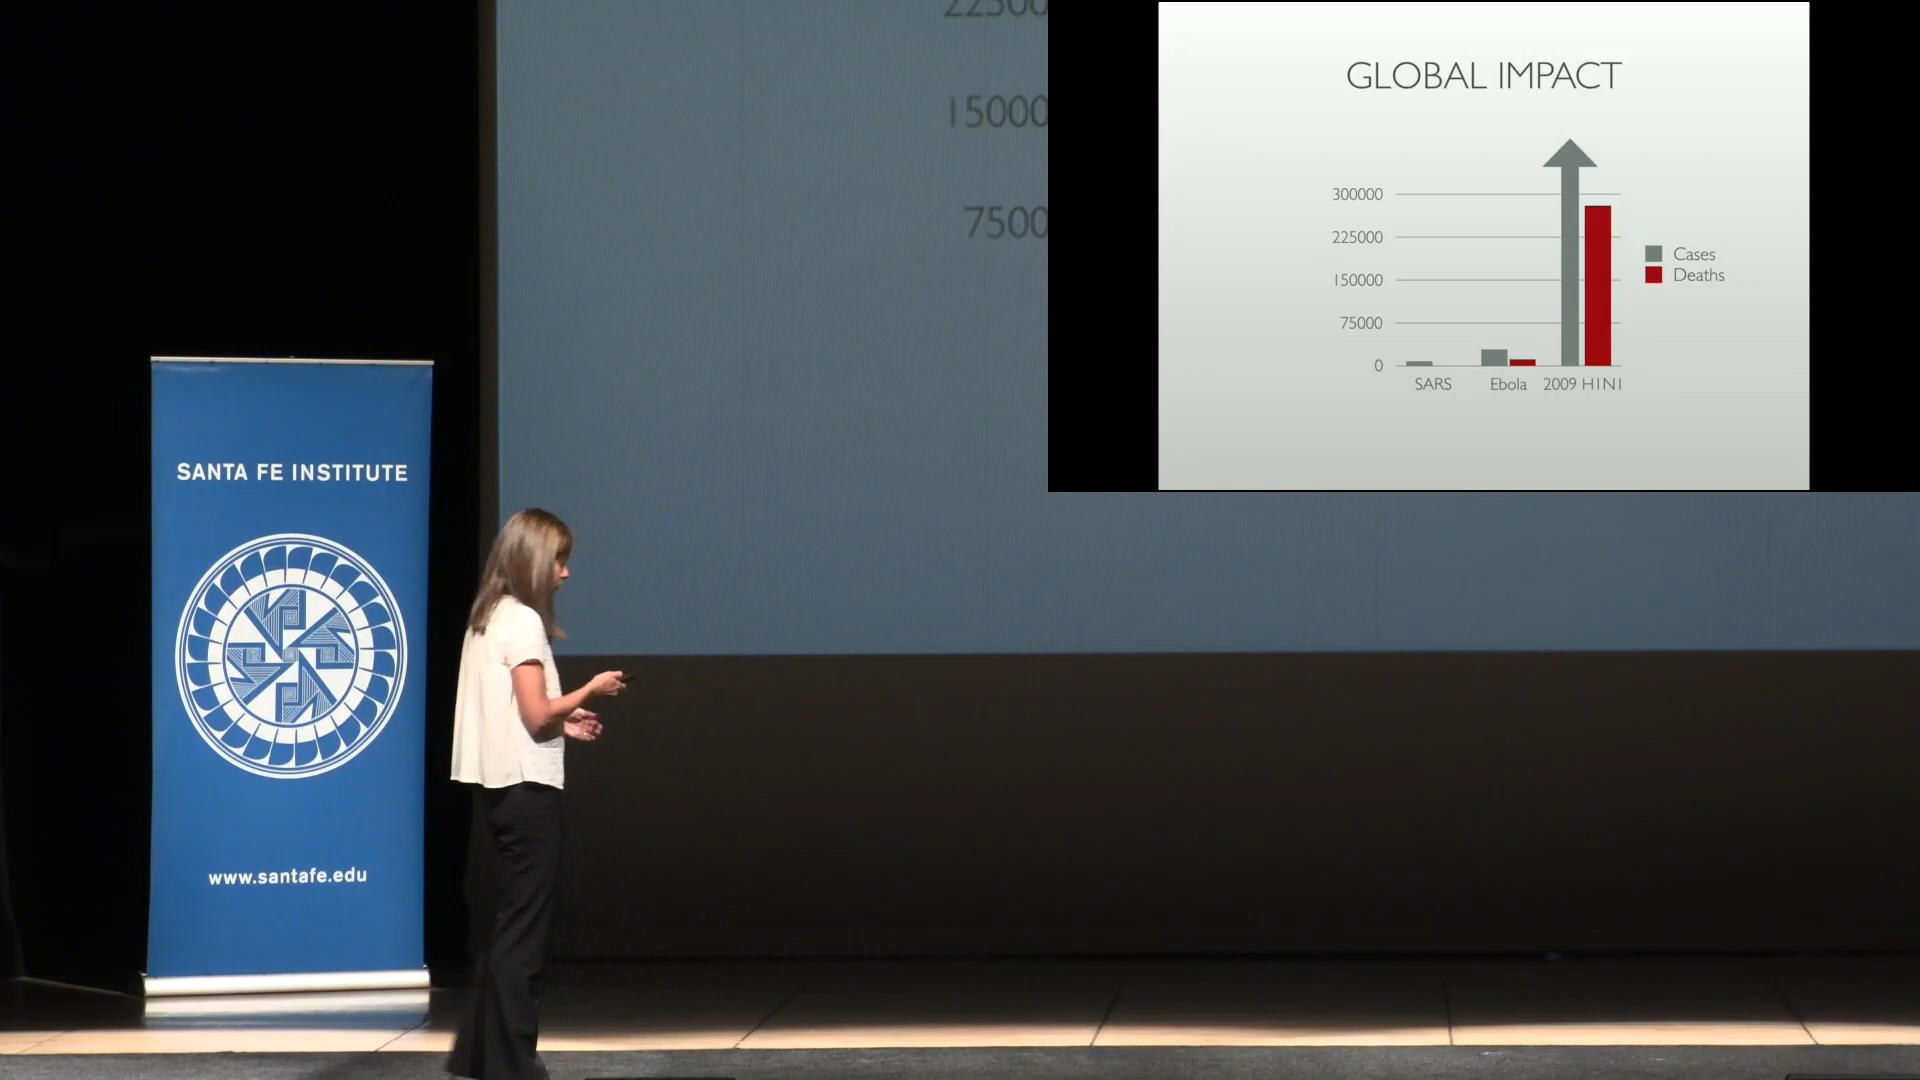 22500
15000
7500
GLOBAL IMPACT
300000
225000
150000
75000
0
SARS Ebola 2009 H1N1
Cases
Deaths
SANTA FE INSTITUTE
www.santafe.edu